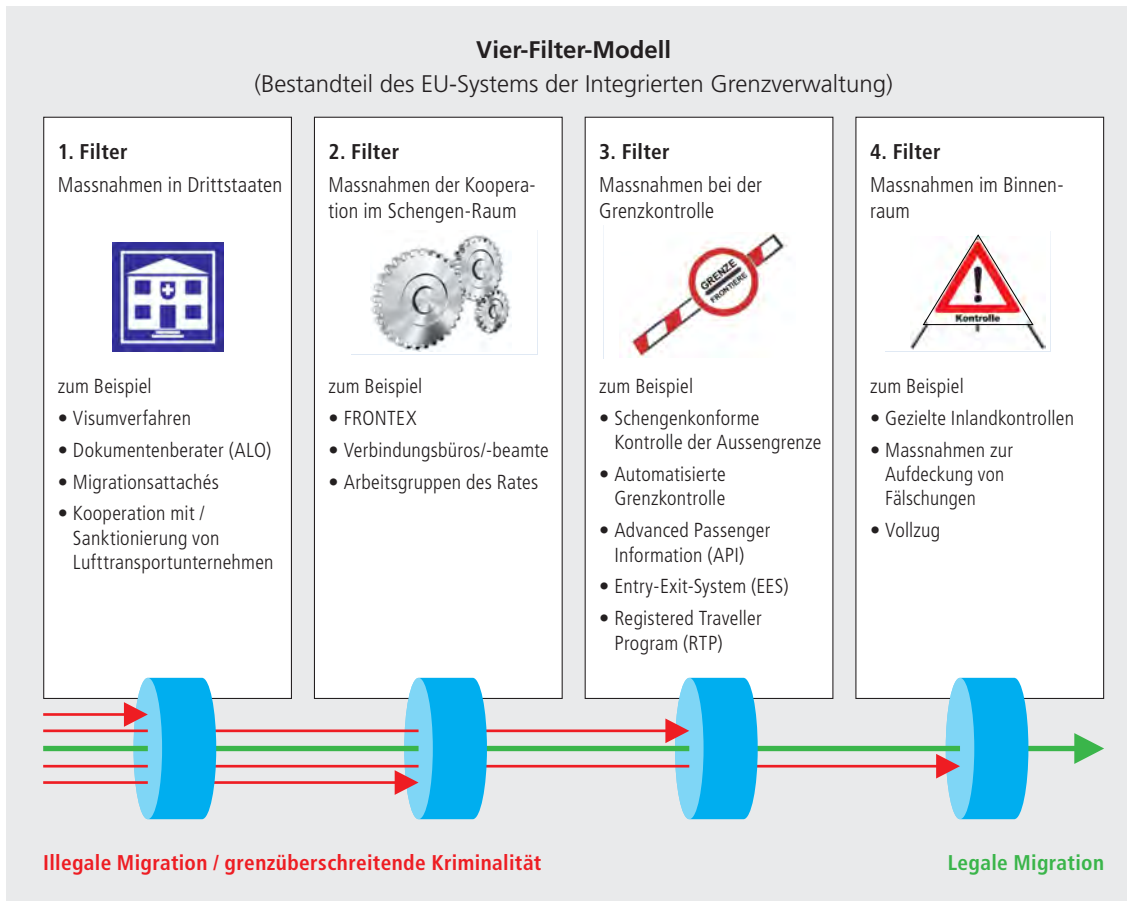 Vier-Filter-Modell
(Bestandteil des EU-Systems der Integrierten Grenzverwaltung)
1. Filter
Massnahmen in Drittstaaten
zum Beispiel
• Visumverfahren
• Dokumentenberater (ALO)
• Migrationsattachés
• Kooperation mit /
Sanktionierung von
Lufttransportunternehmen
2. Filter
Massnahmen der Koopera-
tion im Schengen-Raum
zum Beispiel
• FRONTEX
• Verbindungsbüros/-beamte
• Arbeitsgruppen des Rates
3. Filter
Massnahmen bei der
Grenzkontrolle
GRENZE
FRONTIERE
zum Beispiel
• Schengenkonforme
Kontrolle der Aussengrenze
• Automatisierte
Grenzkontrolle
• Advanced Passenger
Information (API)
• Entry-Exit-System (EES)
• Registered Traveller
Program (RTP)
4. Filter
Massnahmen im Binnen-
raum
Kontrolle
zum Beispiel
• Gezielte Inlandkontrollen
• Massnahmen zur
Aufdeckung von
Fälschungen
• Vollzug
Illegale Migration / grenzüberschreitende Kriminalität
Legale Migration